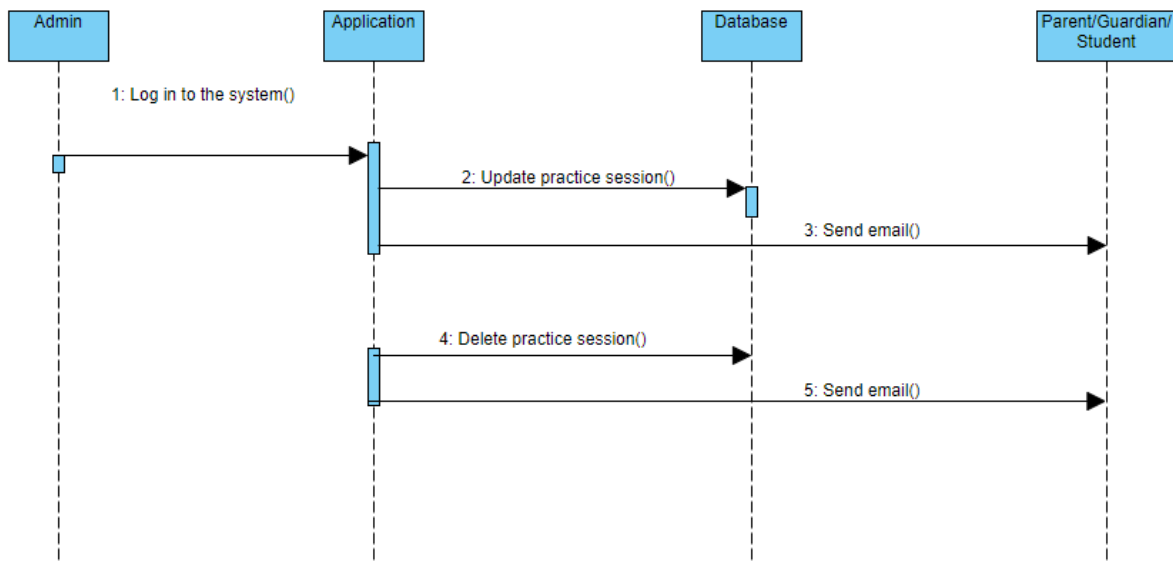 Admin
Application
Database
Parent/Guardian/
Student
1: Log in to the system()
2: Update practice session()
3: Send email()
4: Delete practice session()
5: Send email()